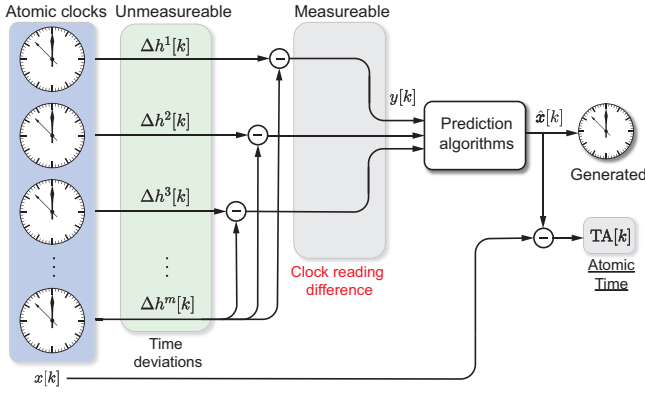 Atomic clocks
Unmeasureable
Measureable
Δh¹[k]
y[k]
Δh²[k]
Prediction
algorithms
x̂[k]
Generated
Δh³[k]
TA[k]
Atomic
Time
Clock reading
difference
Δhᵐ[k]
Time
deviations
x[k]